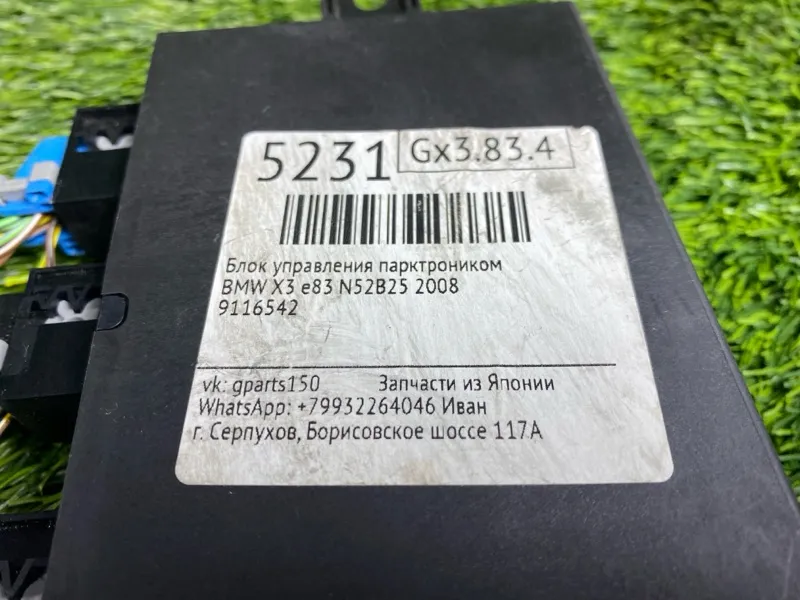 5231 Gx3.83.4
Блок управления парктроником
BMW X3 e83 N52B25 2008
9116542
vk: gparts150 Запчасти из Японии
WhatsApp: +79932264046 Иван
г. Серпухов, Борисовское шоссе 117А